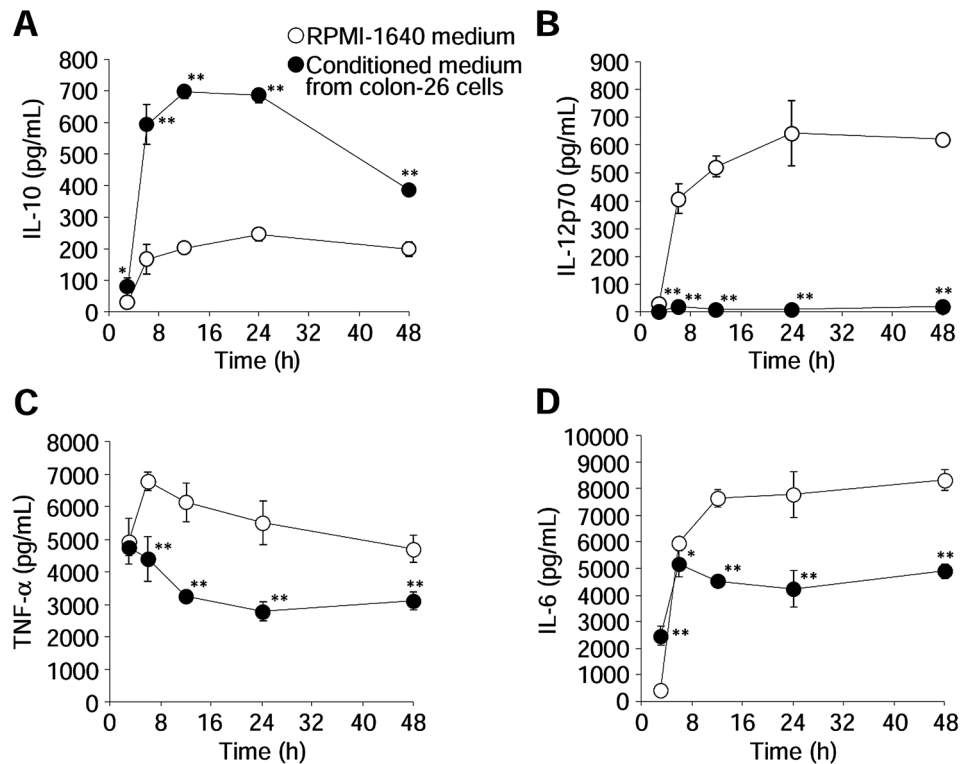 A
RPMI-1640 medium
Conditioned medium
from colon-26 cells
IL-10 (pg/mL)
800
700
600
500
400
300
200
100
0
*
**
**
**
**
0 8 16 24 32 40 48
Time (h)
B
IL-12p70 (pg/mL)
900
800
700
600
500
400
300
200
100
0
** ** ** ** **
0 8 16 24 32 40 48
Time (h)
C
TNF-α (pg/mL)
8000
7000
6000
5000
4000
3000
2000
1000
0
**
**
**
**
0 8 16 24 32 40 48
Time (h)
D
IL-6 (pg/mL)
10000
9000
8000
7000
6000
5000
4000
3000
2000
1000
0
**
*
**
**
**
0 8 16 24 32 40 48
Time (h)